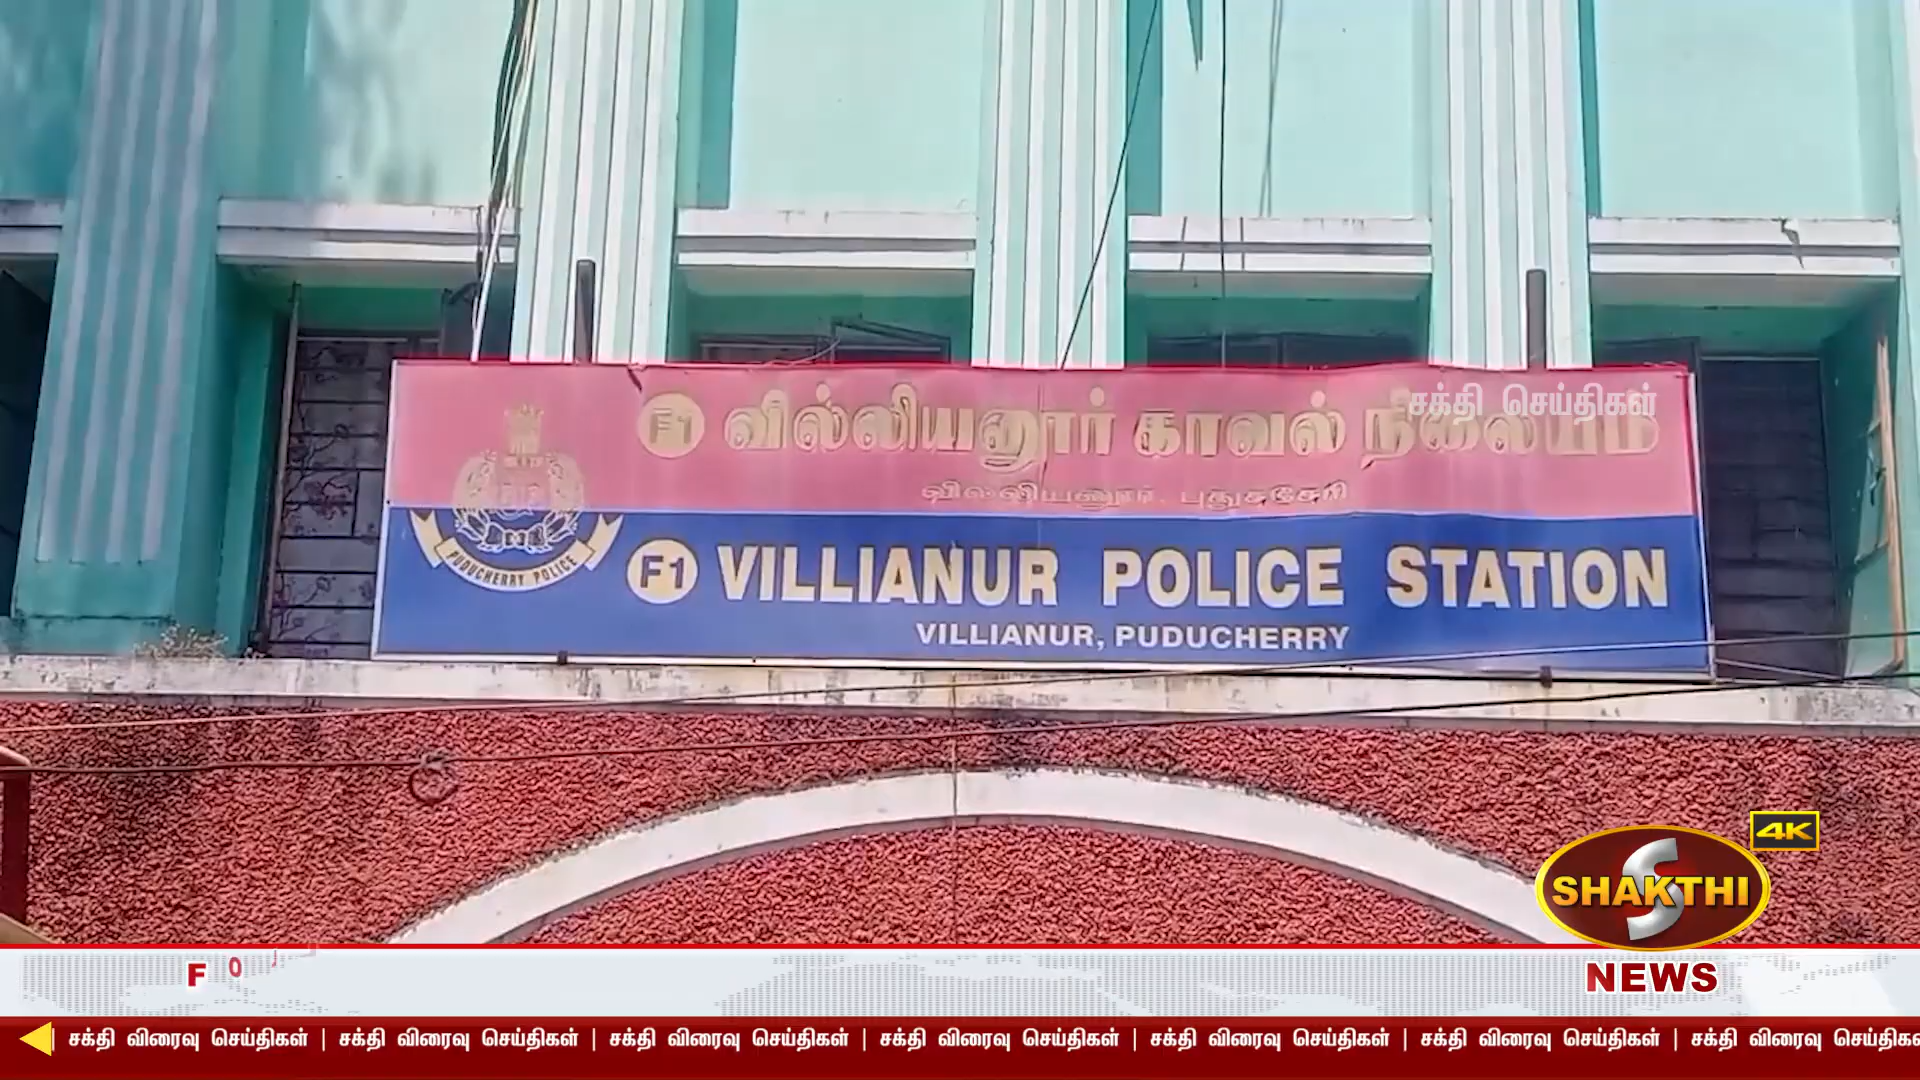 F1 வில்லியனூர் காவல் நிலையம்
சக்தி செய்திகள்
வில்லியனூர், புதுச்சேரி
PUDUCHERRY POLICE
F1 VILLIANUR POLICE STATION
VILLIANUR, PUDUCHERRY
4K
SHAKTHI
NEWS
F O
சக்தி விரைவு செய்திகள் | சக்தி விரைவு செய்திகள் | சக்தி விரைவு செய்திகள் | சக்தி விரைவு செய்திகள் | சக்தி விரைவு செய்திகள் | சக்தி விரைவு செய்திகள் | சக்தி விரைவு செய்திகள்